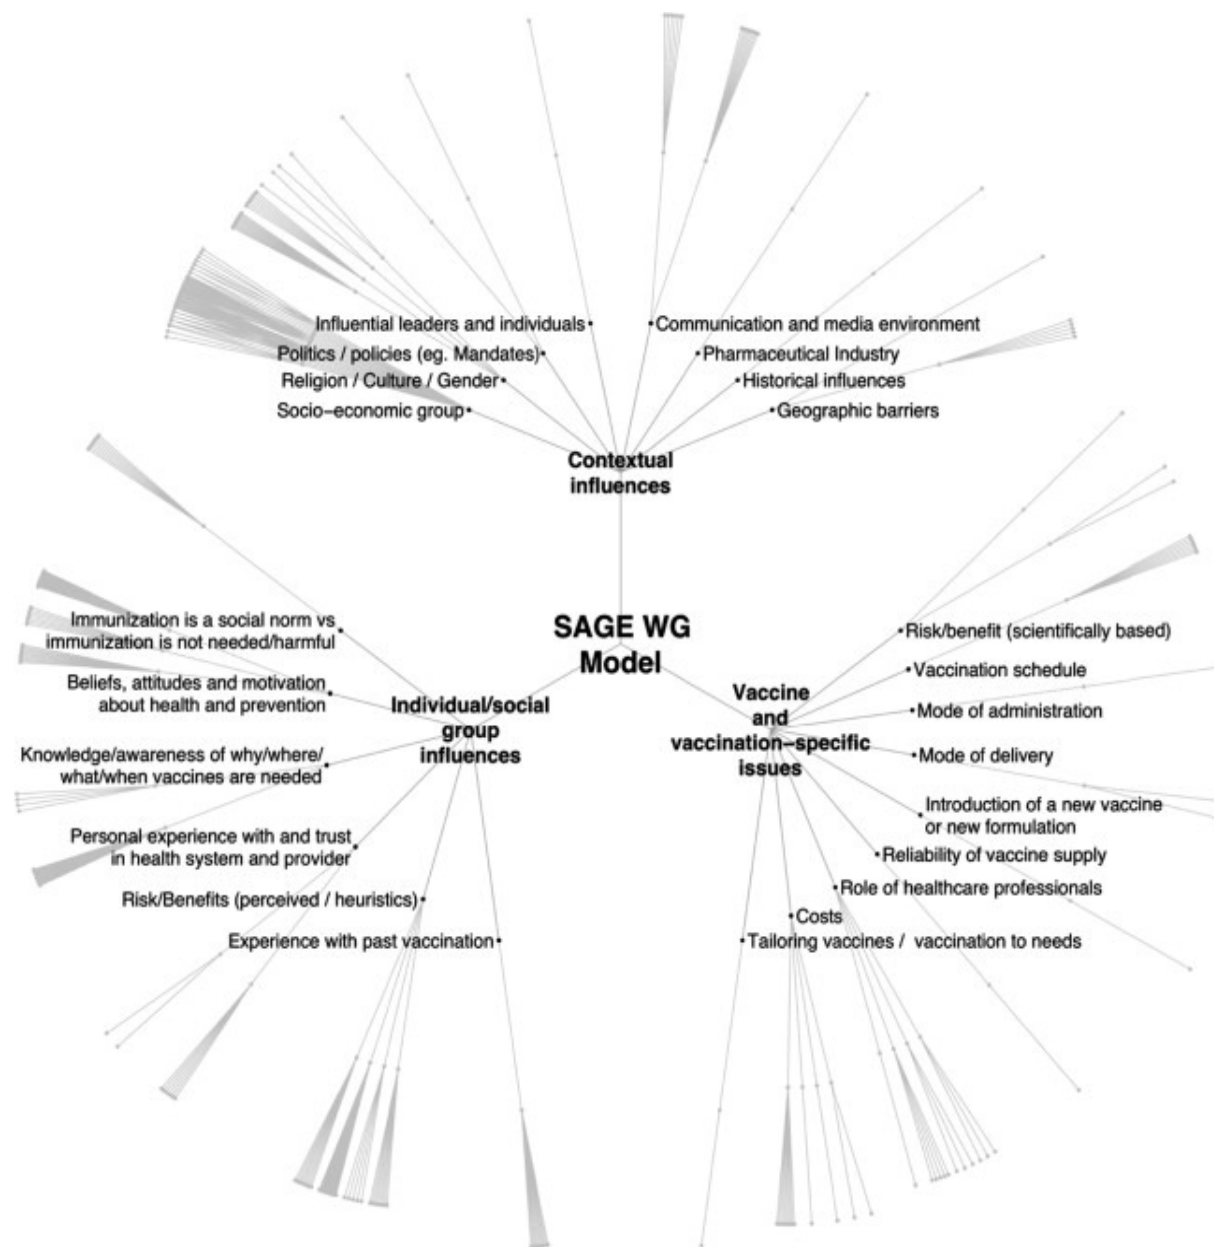 Influential leaders and individuals
Politics / policies (eg. Mandates)
Religion / Culture / Gender
Socio−economic group
Communication and media environment
Pharmaceutical Industry
Historical influences
Geographic barriers
Contextual
influences
SAGE WG
Model
Immunization is a social norm vs
immunization is not needed/harmful
Beliefs, attitudes and motivation
about health and prevention
Knowledge/awareness of why/where/
what/when vaccines are needed
Personal experience with and trust
in health system and provider
Risk/Benefits (perceived / heuristics)
Experience with past vaccination
Individual/social
group
influences
Vaccine
and
vaccination−specific
issues
Risk/benefit (scientifically based)
Vaccination schedule
Mode of administration
Mode of delivery
Introduction of a new vaccine
or new formulation
Reliability of vaccine supply
Role of healthcare professionals
Costs
Tailoring vaccines / vaccination to needs